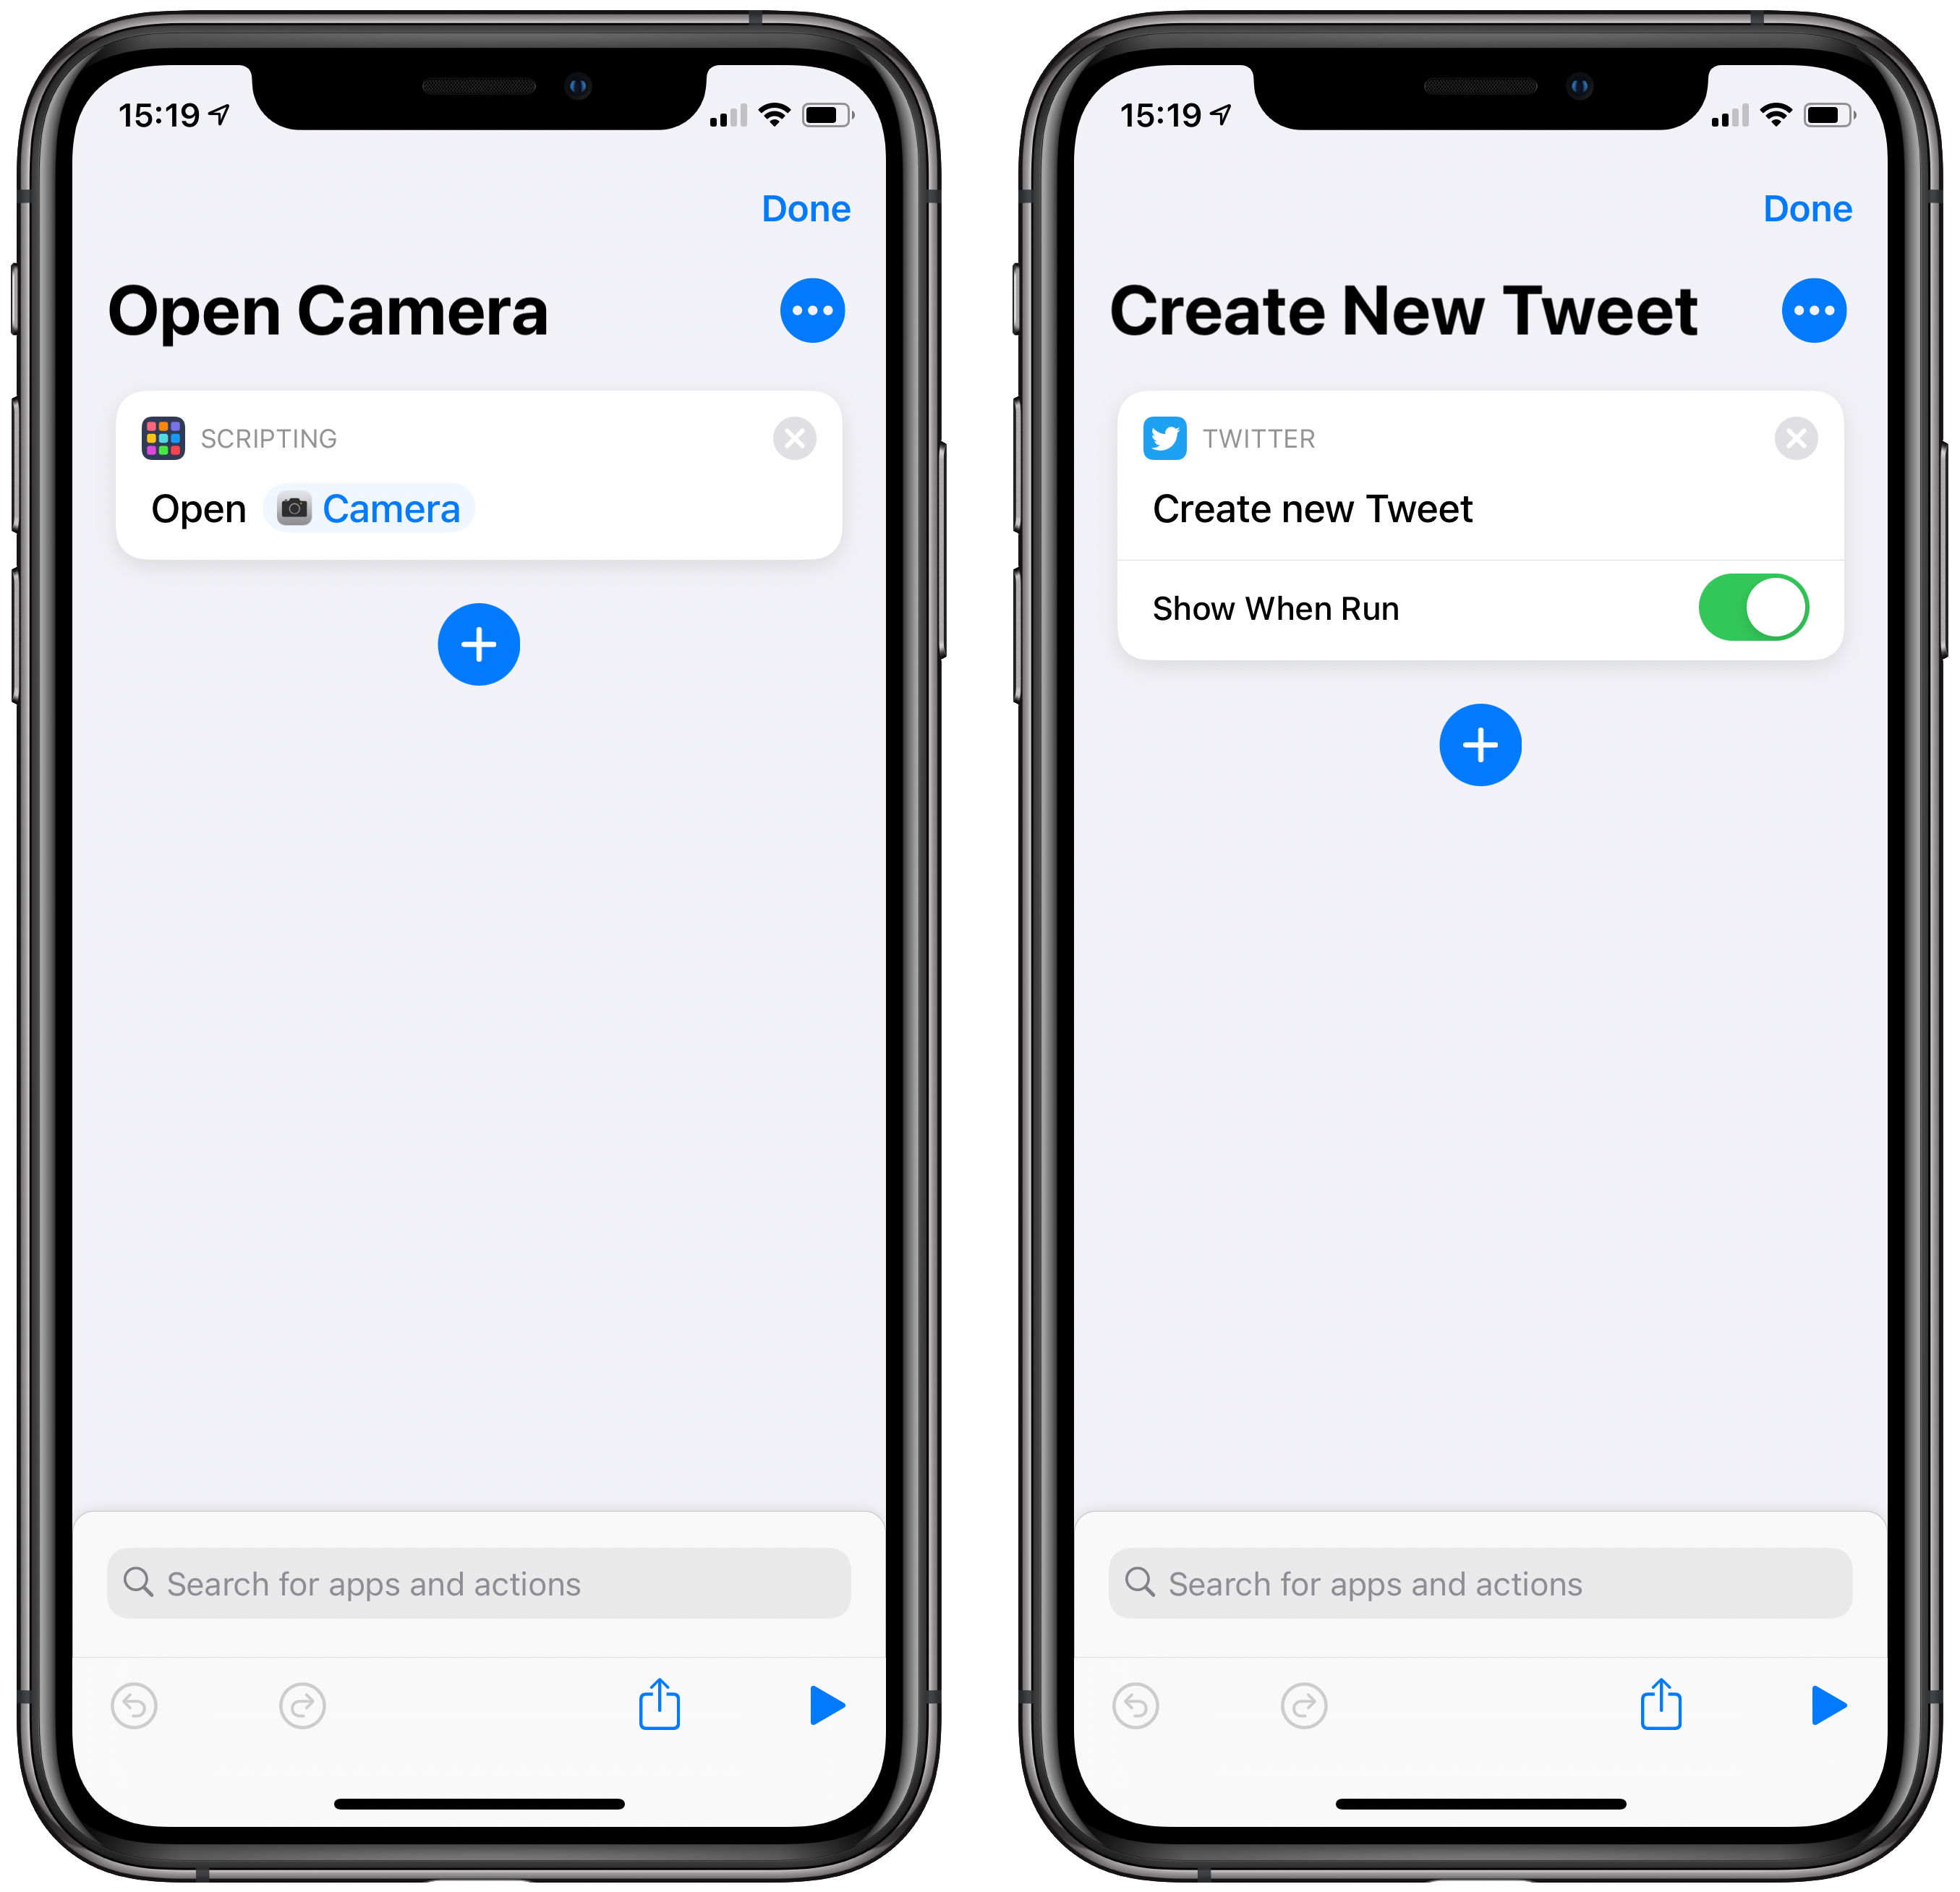 15:19
Done
Open Camera
SCRIPTING
Open Camera
Search for apps and actions
15:19
Done
Create New Tweet
TWITTER
Create new Tweet
Show When Run
Search for apps and actions